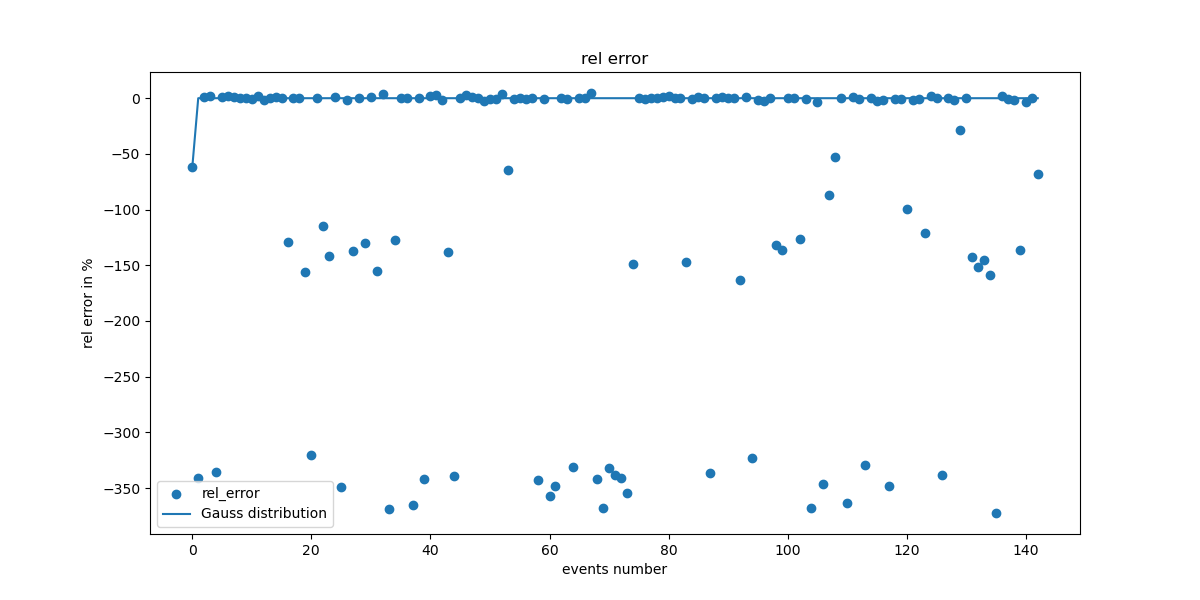 rel error
rel error in %
0
−50
−100
−150
−200
−250
−300
−350
rel_error
Gauss distribution
0 20 40 60 80 100 120 140
events number